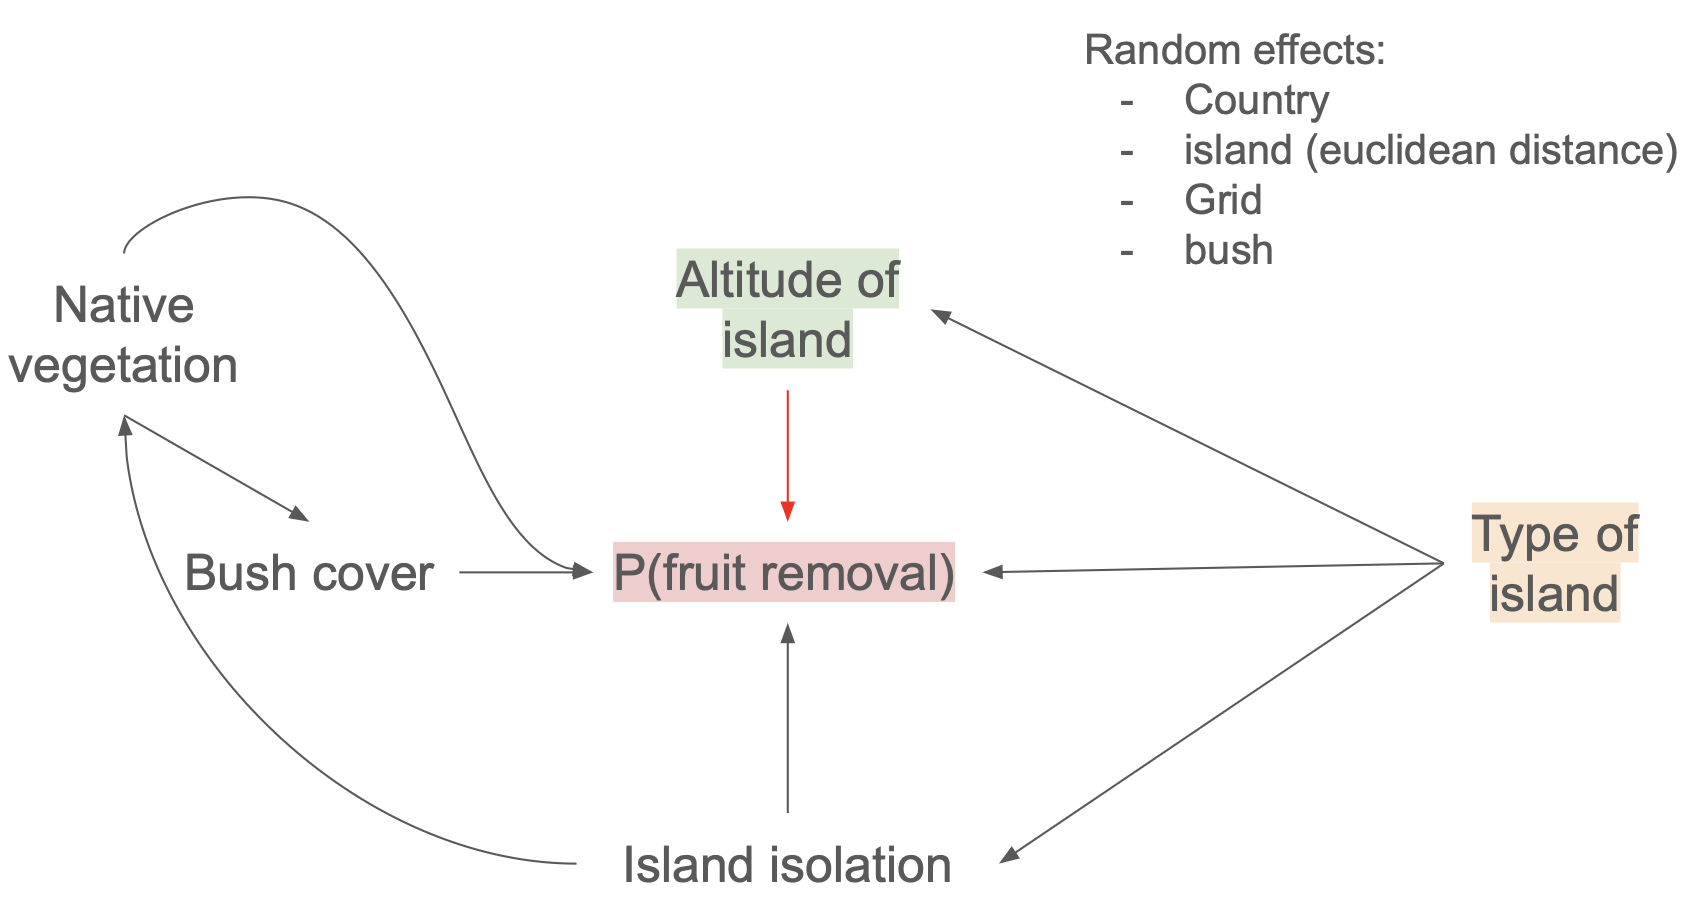 Random effects:
- Country
- island (euclidean distance)
- Grid
- bush
Native
vegetation
Altitude of
island
Bush cover
P(fruit removal)
Type of
island
Island isolation